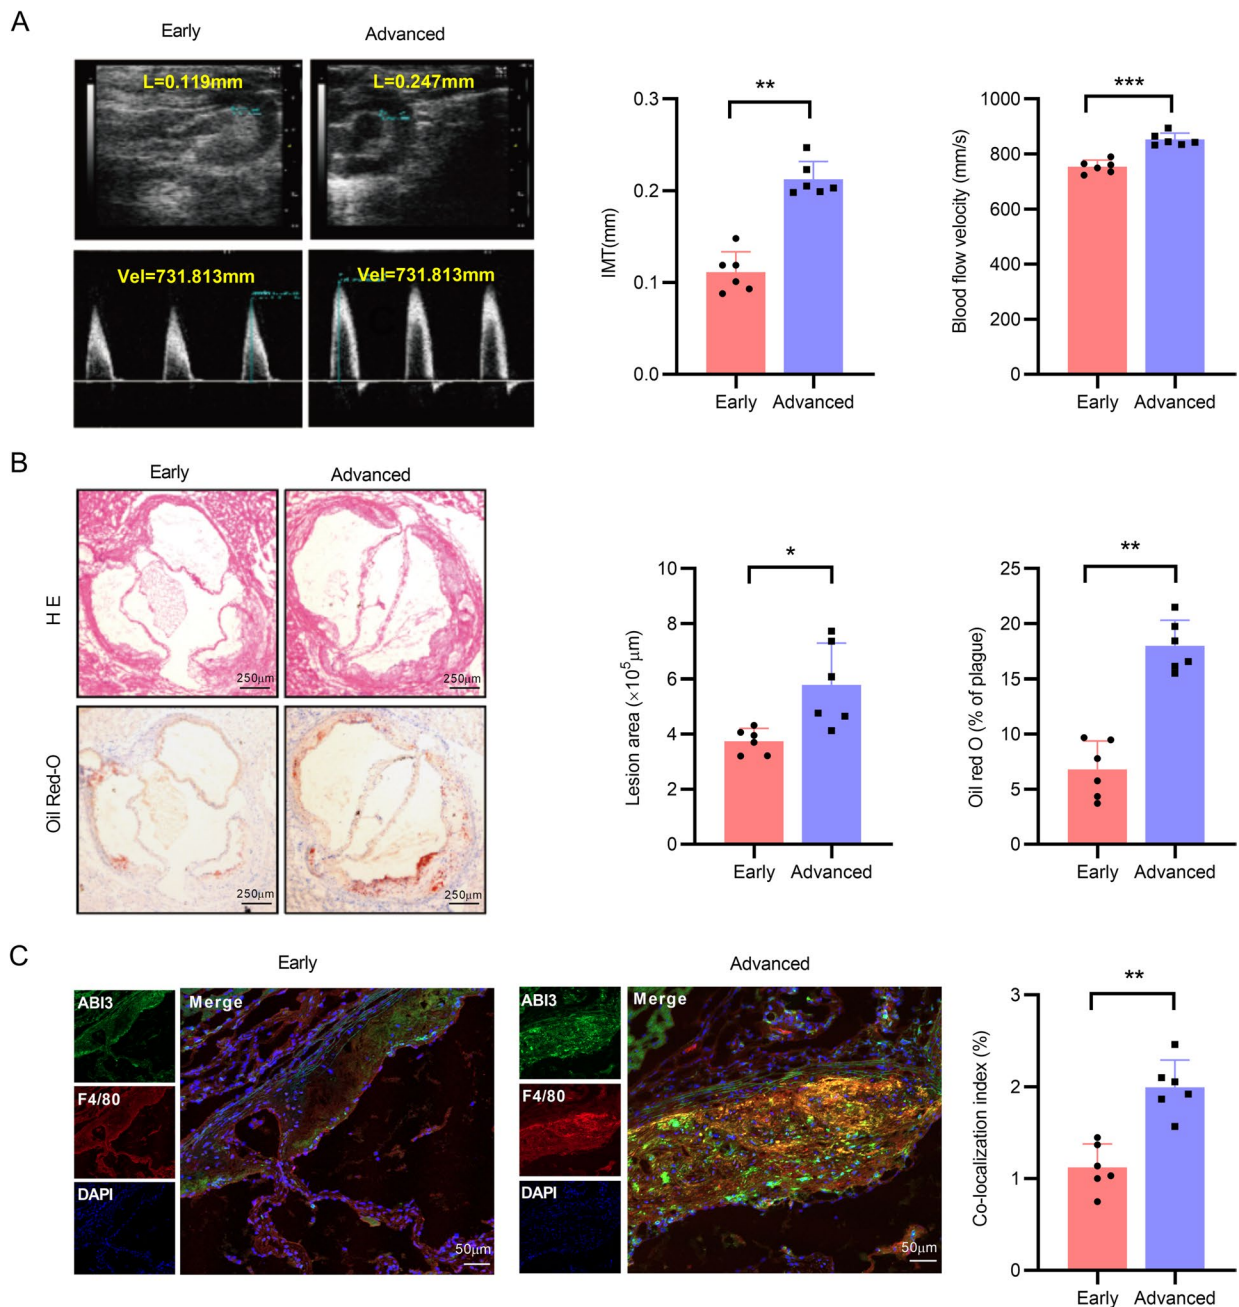 A
Early
Advanced
L=0.119mm
L=0.247mm
Vel=731.813mm
Vel=731.813mm
**
IMT(mm)
0.3
0.2
0.1
0.0
Early
Advanced
***
Blood flow velocity (mm/s)
1000
800
600
400
200
0
Early
Advanced
B
Early
Advanced
H E
250μm
250μm
Oil Red-O
250μm
250μm
*
Lesion area (×10⁵μm)
10
8
6
4
2
0
Early
Advanced
**
Oil red O (% of plague)
25
20
15
10
5
0
Early
Advanced
C
Early
ABI3
F4/80
DAPI
Merge
50μm
Advanced
ABI3
F4/80
DAPI
Merge
50μm
**
Co-localization index (%)
3
2
1
0
Early
Advanced